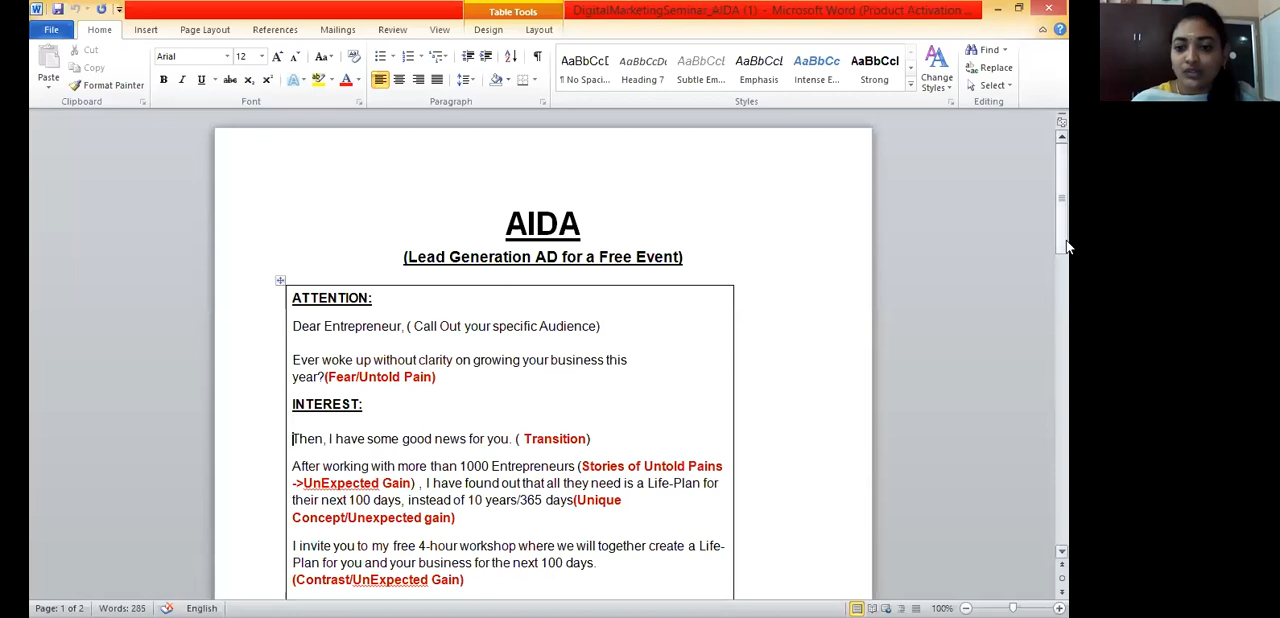 Table Tools
DigitalMarketingSeminar_AIDA (1) - Microsoft Word (Product Activation ...
File Home Insert Page Layout References Mailings Review View Design Layout
Paste
Cut
Copy
Format Painter
Clipboard
Arial 12
Font
Paragraph
AaBbCcI AaBbCcDc AaBbCcI AaBbCcI AaBbCc AaBbCcI
¶ No Spaci... Heading 7 Subtle Em... Emphasis Intense E... Strong
Styles
Change
Styles
Find
Replace
Select
Editing
AIDA
(Lead Generation AD for a Free Event)
ATTENTION:
Dear Entrepreneur, ( Call Out your specific Audience)
Ever woke up without clarity on growing your business this
year?(Fear/Untold Pain)
INTEREST:
Then, I have some good news for you. ( Transition)
After working with more than 1000 Entrepreneurs (Stories of Untold Pains
->UnExpected Gain) , I have found out that all they need is a Life-Plan for
their next 100 days, instead of 10 years/365 days(Unique
Concept/Unexpected gain)
I invite you to my free 4-hour workshop where we will together create a Life-
Plan for you and your business for the next 100 days.
(Contrast/UnExpected Gain)
Page: 1 of 2 Words: 285 English 100%